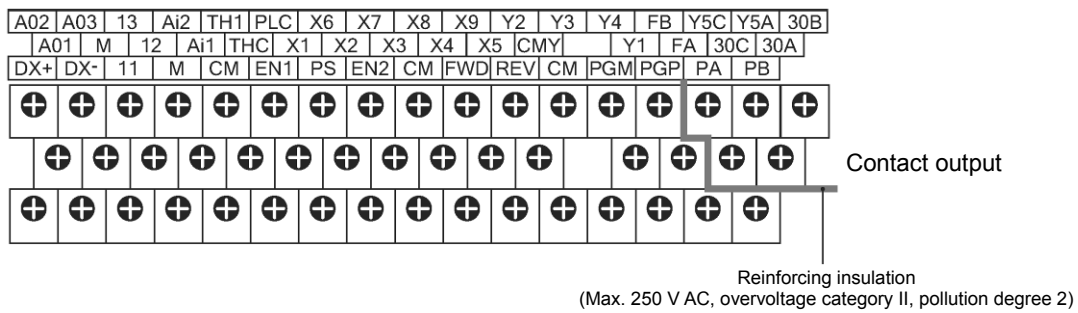 A02 A03 13 Ai2 TH1 PLC X6 X7 X8 X9 Y2 Y3 Y4 FB Y5C Y5A 30B
A01 M 12 Ai1 THC X1 X2 X3 X4 X5 CMY Y1 FA 30C 30A
DX+ DX- 11 M CM EN1 PS EN2 CM FWD REV CM PGM PGP PA PB
Contact output
Reinforcing insulation
(Max. 250 V AC, overvoltage category II, pollution degree 2)